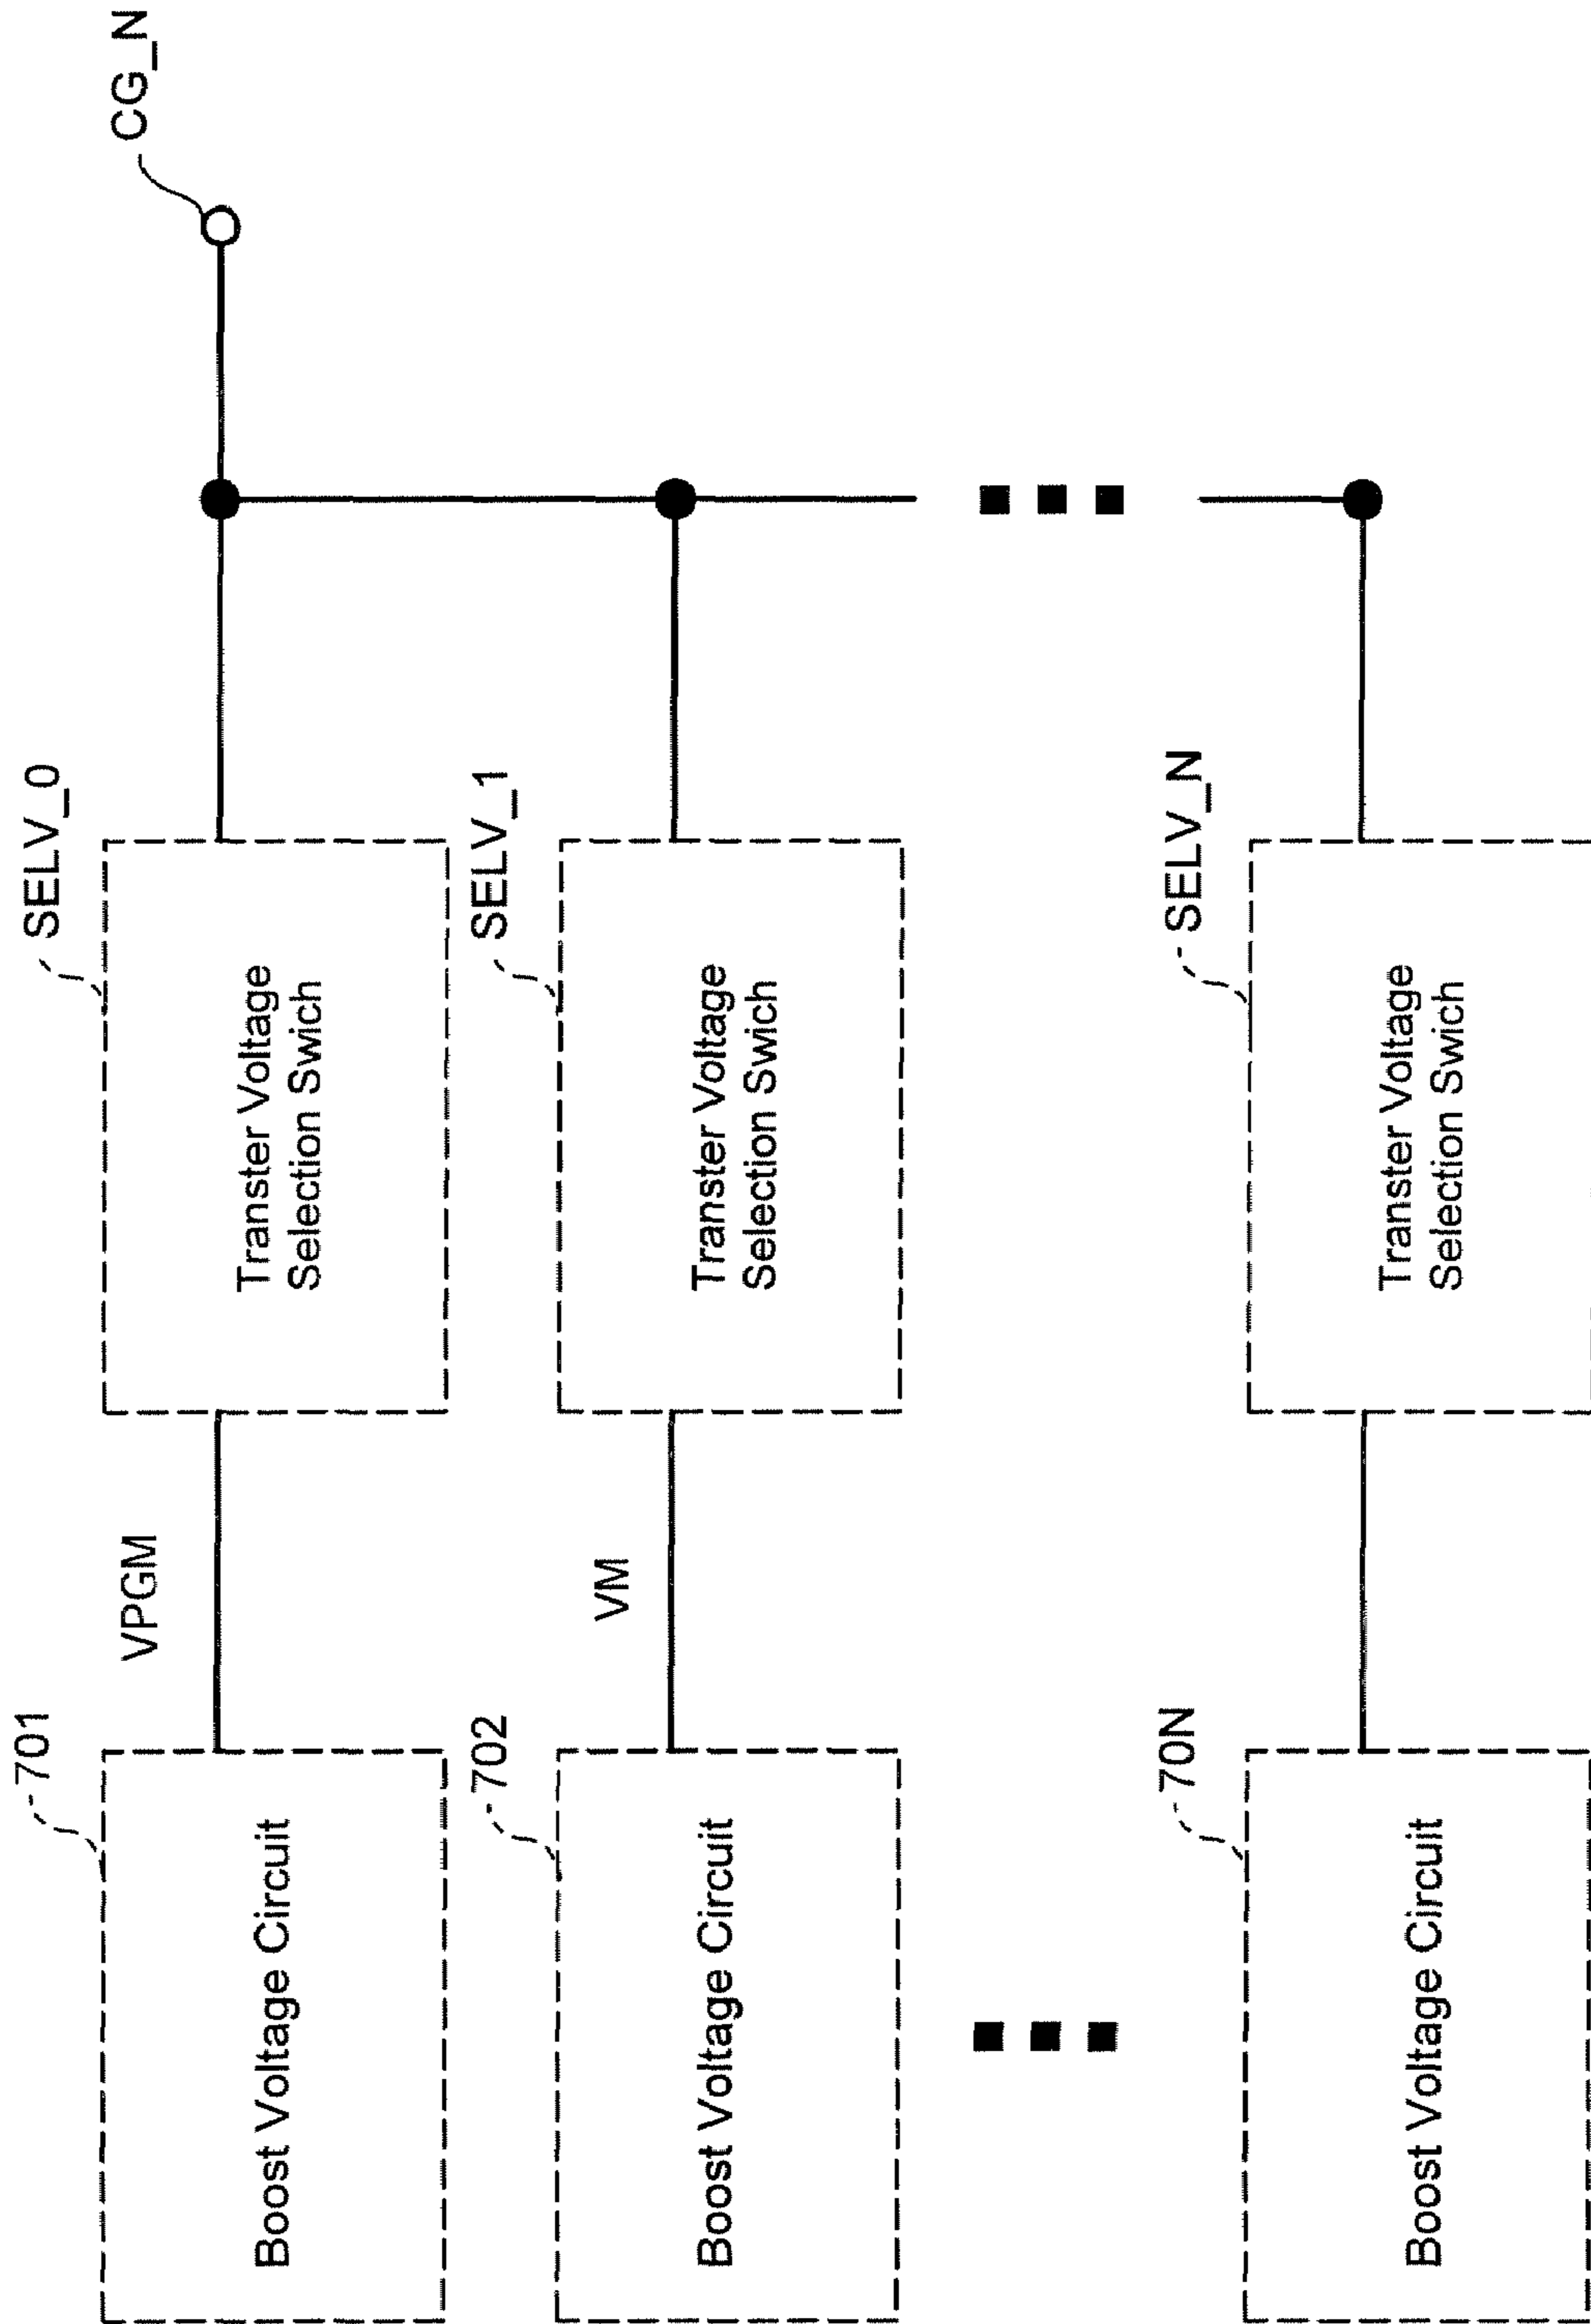 701
Boost Voltage Circuit
VPGM
SELV_0
Transter Voltage
Selection Swich
CG_N
702
Boost Voltage Circuit
VM
SELV_1
Transter Voltage
Selection Swich
70N
Boost Voltage Circuit
SELV_N
Transter Voltage
Selection Swich